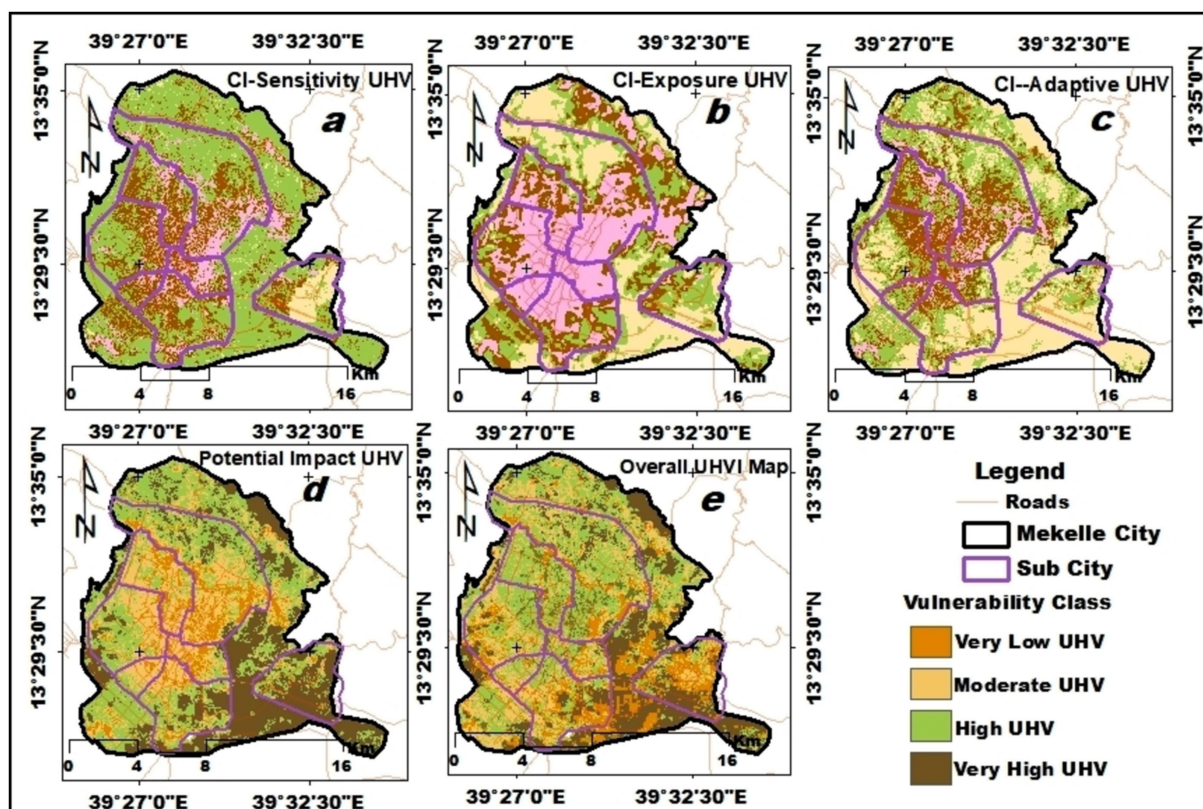 39°27'0"E 39°32'30"E 39°27'0"E 39°32'30"E 39°27'0"E 39°32'30"E
13°35'0"N
13°29'30"N
CI-Sensitivity UHV
a
N
0 4 8 16
Km
CI-Exposure UHV
b
N
13°35'0"N
13°29'30"N
0 4 8 16
Km
CI--Adaptive UHV
c
N
13°35'0"N
13°29'30"N
0 4 8 16
Km
13°35'0"N
13°29'30"N
39°27'0"E 39°32'30"E 39°27'0"E 39°32'30"E 39°27'0"E 39°32'30"E
Potential Impact UHV
d
N
13°35'0"N
13°29'30"N
0 4 8 16
Km
39°27'0"E 39°32'30"E
Overall UHVI Map
e
N
13°35'0"N
13°29'30"N
0 4 8 16
Km
39°27'0"E 39°32'30"E
Legend
Roads
Mekelle City
Sub City
Vulnerability Class
Very Low UHV
Moderate UHV
High UHV
Very High UHV